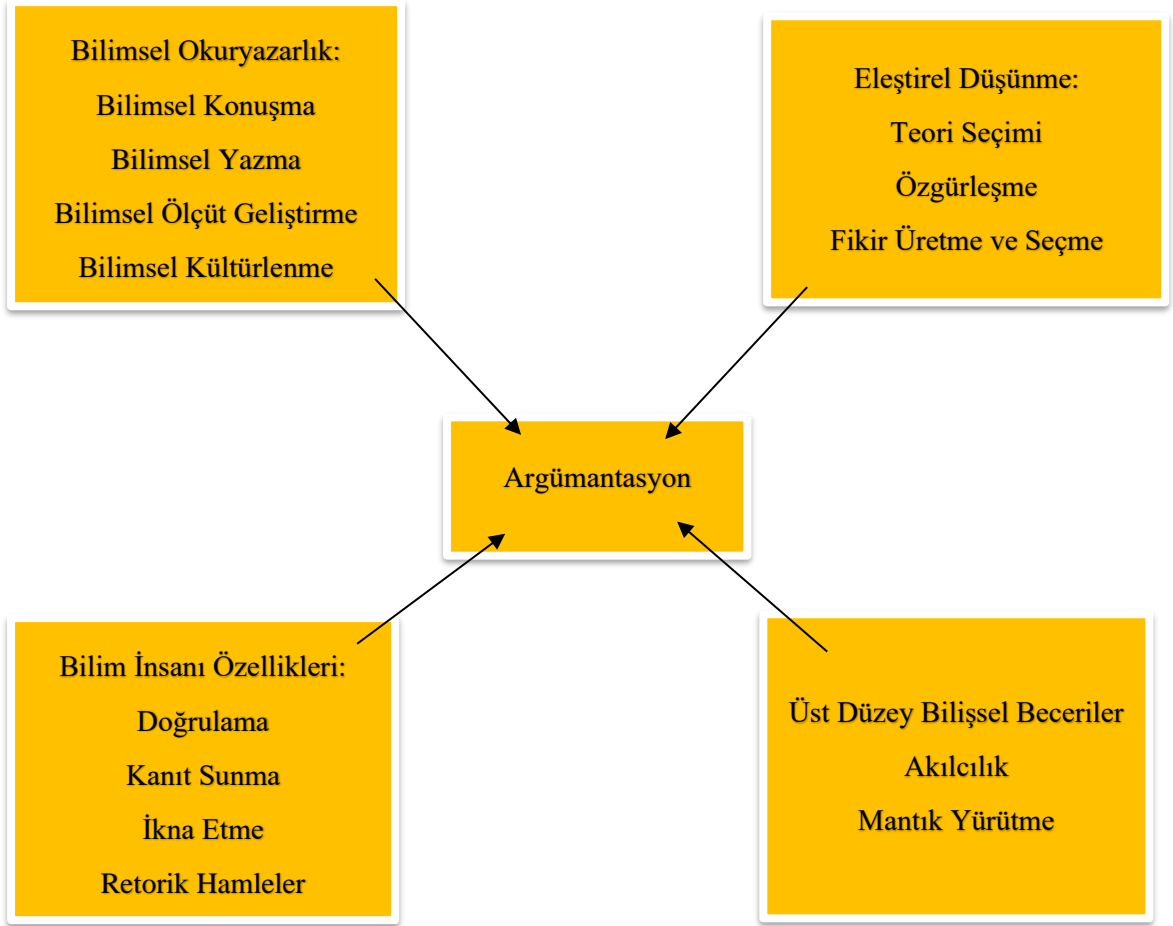 Bilimsel Okuryazarlık:
Bilimsel Konuşma
Bilimsel Yazma
Bilimsel Ölçüt Geliştirme
Bilimsel Kültürlenme
Eleştirel Düşünme:
Teori Seçimi
Özgürleşme
Fikir Üretme ve Seçme
Argümantasyon
Bilim İnsanı Özellikleri:
Doğrulama
Kanıt Sunma
İkna Etme
Retorik Hamleler
Üst Düzey Bilişsel Beceriler
Akılcılık
Mantık Yürütme